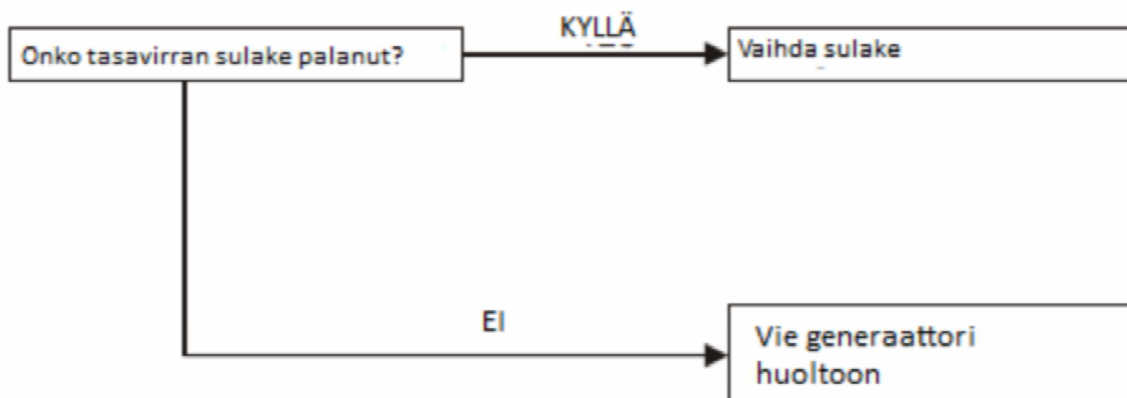 KYLLÄ
Onko tasavirran sulake palanut?
Vaihda sulake
EI
Vie generaattori
huoltoon